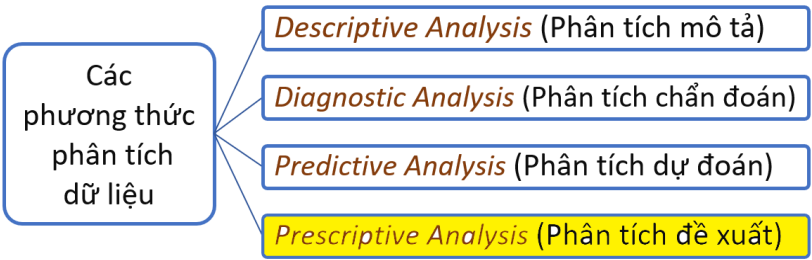 Các
phương thức
phân tích
dữ liệu
Descriptive Analysis (Phân tích mô tả)
Diagnostic Analysis (Phân tích chẩn đoán)
Predictive Analysis (Phân tích dự đoán)
Prescriptive Analysis (Phân tích đề xuất)